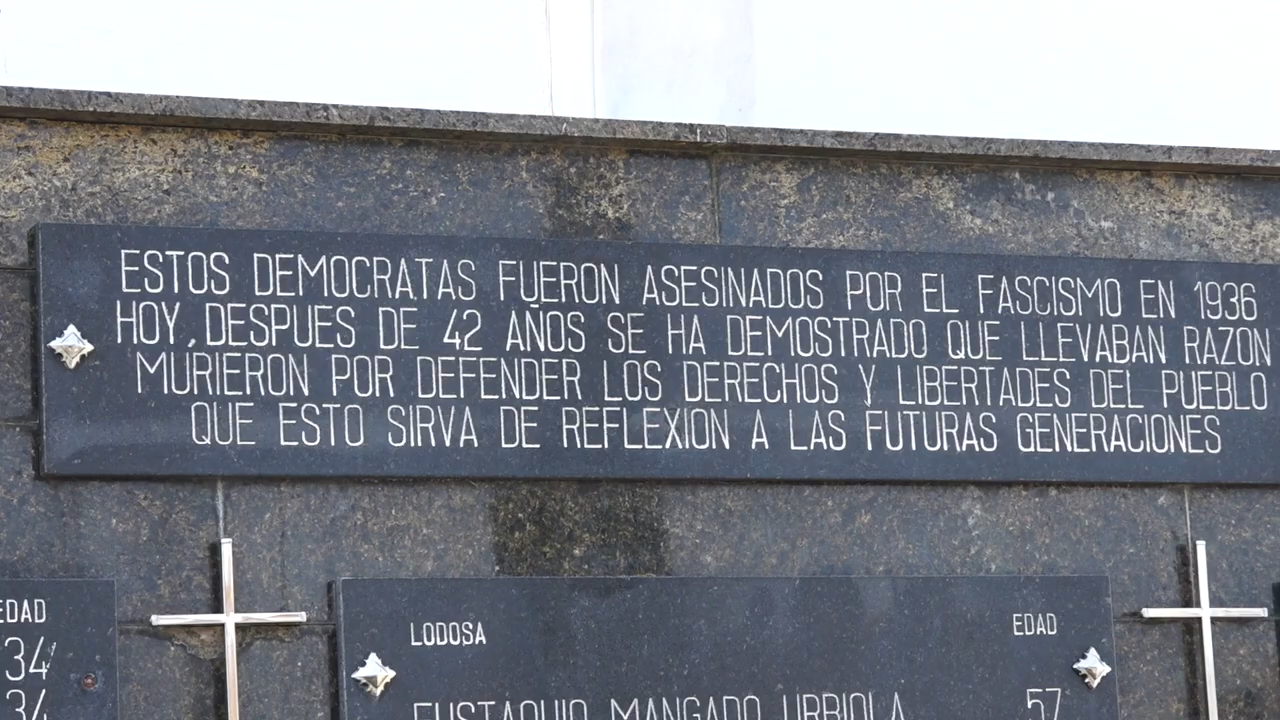 ESTOS DEMOCRATAS FUERON ASESINADOS POR EL FASCISMO EN 1936
HOY, DESPUES DE 42 AÑOS SE HA DEMOSTRADO QUE LLEVABAN RAZON
MURIERON POR DEFENDER LOS DERECHOS Y LIBERTADES DEL PUEBLO
QUE ESTO SIRVA DE REFLEXION A LAS FUTURAS GENERACIONES
EDAD
34
34
LODOSA EDAD
EUSTAQUIO MANGADO URRIOLA 57